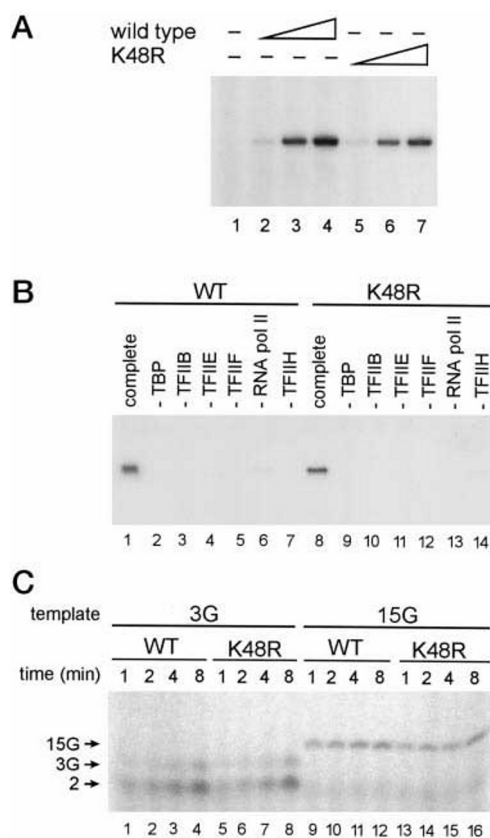 A
wild type – – – –
K48R – – – –
1 2 3 4 5 6 7
B
WT K48R
complete - TBP - TFIIB - TFIIE - TFIIF - RNA pol II - TFIIH complete - TBP - TFIIB - TFIIE - TFIIF - RNA pol II - TFIIH
1 2 3 4 5 6 7 8 9 10 11 12 13 14
C
template 3G 15G
WT K48R WT K48R
time (min) 1 2 4 8 1 2 4 8 1 2 4 8 1 2 4 8
15G
3G
2
1 2 3 4 5 6 7 8 9 10 11 12 13 14 15 16